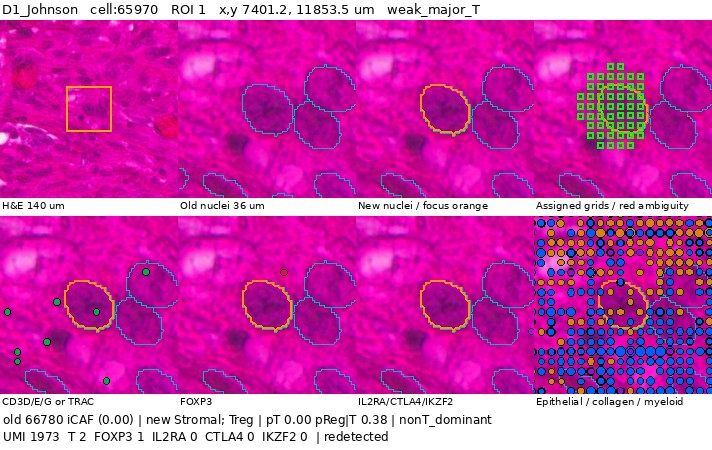 D1_Johnson   cell:65970   ROI 1   x,y 7401.2, 11853.5 um   weak_major_T
H&E 140 um
Old nuclei 36 um
New nuclei / focus orange
Assigned grids / red ambiguity
CD3D/E/G or TRAC
FOXP3
IL2RA/CTLA4/IKZF2
Epithelial / collagen / myeloid
old 66780 iCAF (0.00) | new Stromal; Treg | pT 0.00 pReg|T 0.38 | nonT_dominant
UMI 1973  T 2  FOXP3 1  IL2RA 0  CTLA4 0  IKZF2 0  | redetected